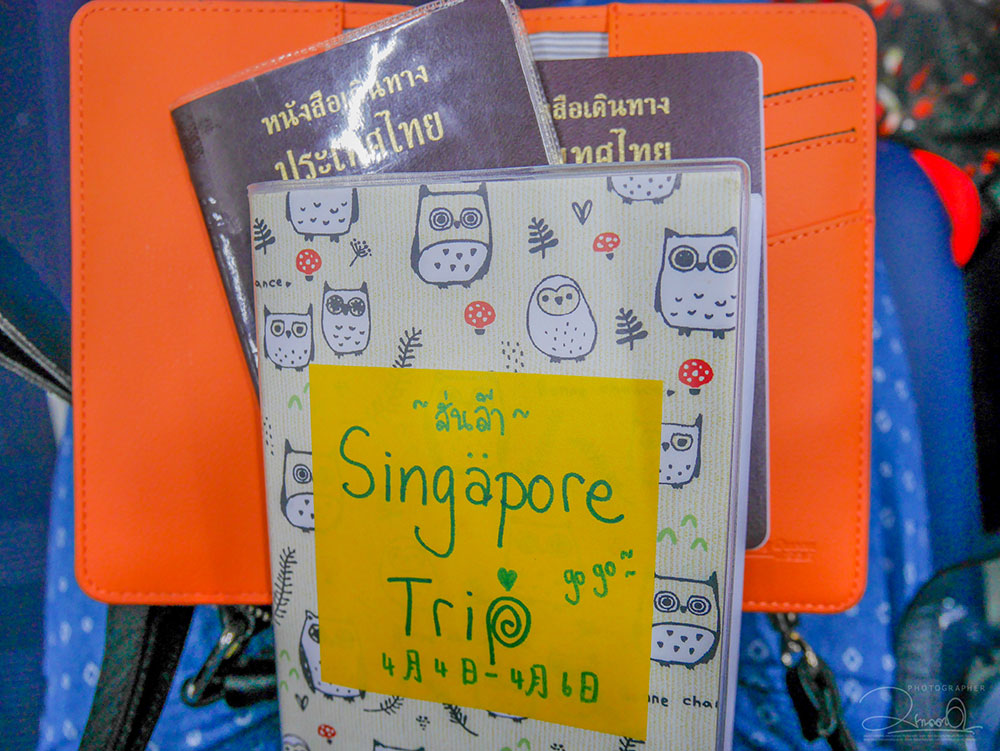 หนังสือเดินทาง
ประเทศไทย
สือเดินทาง
เทศไทย
~ลั่นล้า~
Singäpore
Trip
go go~
4月4日-4月6日
PHOTOGRAPHER